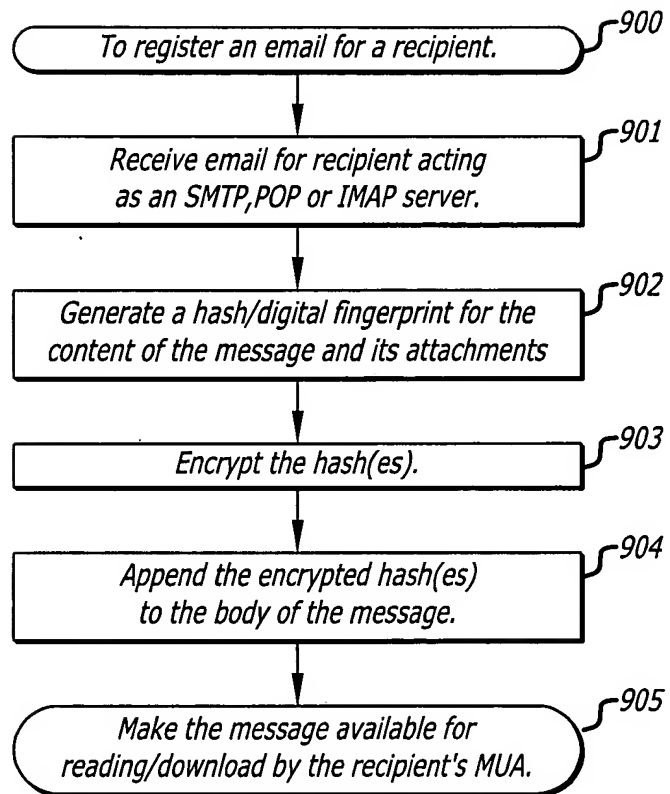 900
To register an email for a recipient.
901
Receive email for recipient acting
as an SMTP,POP or IMAP server.
902
Generate a hash/digital fingerprint for the
content of the message and its attachments
903
Encrypt the hash(es).
904
Append the encrypted hash(es)
to the body of the message.
905
Make the message available for
reading/download by the recipient's MUA.